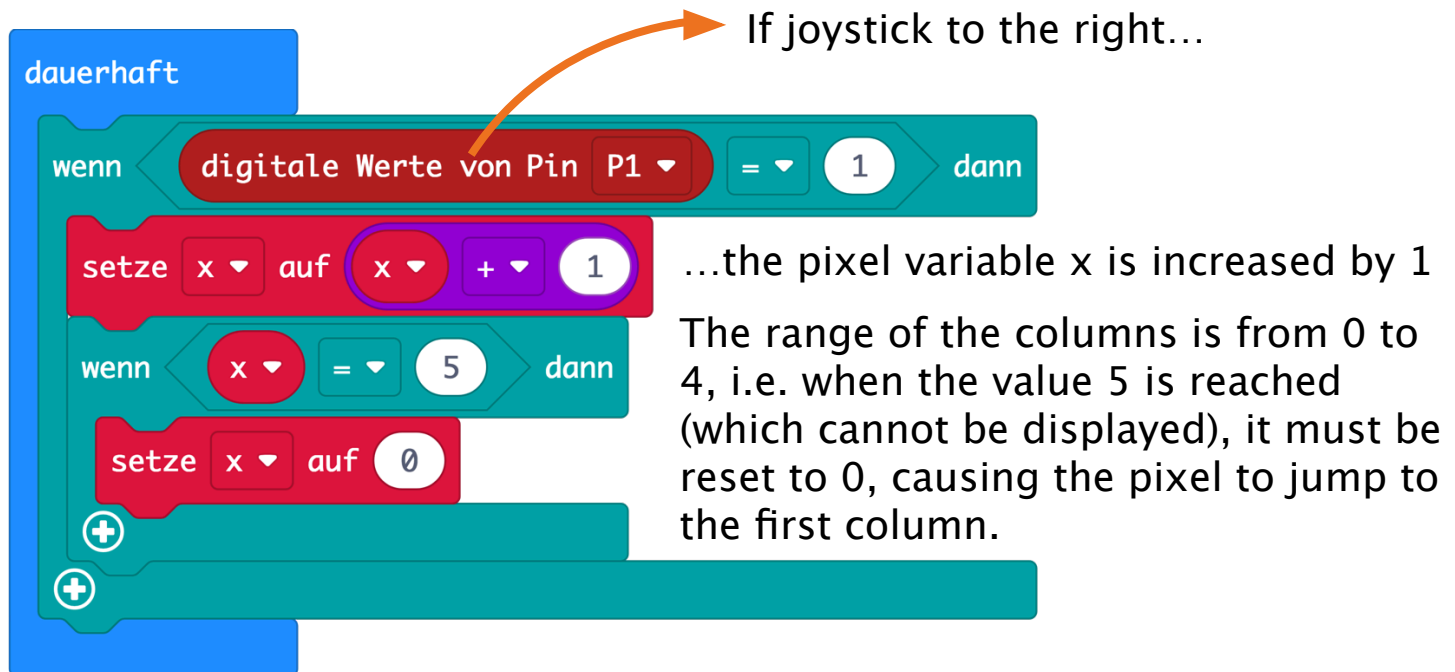 If joystick to the right…
dauerhaft
wenn digitale Werte von Pin P1 = 1 dann
setze x auf x + 1
…the pixel variable x is increased by 1
wenn x = 5 dann
setze x auf 0
The range of the columns is from 0 to
4, i.e. when the value 5 is reached
(which cannot be displayed), it must be
reset to 0, causing the pixel to jump to
the first column.